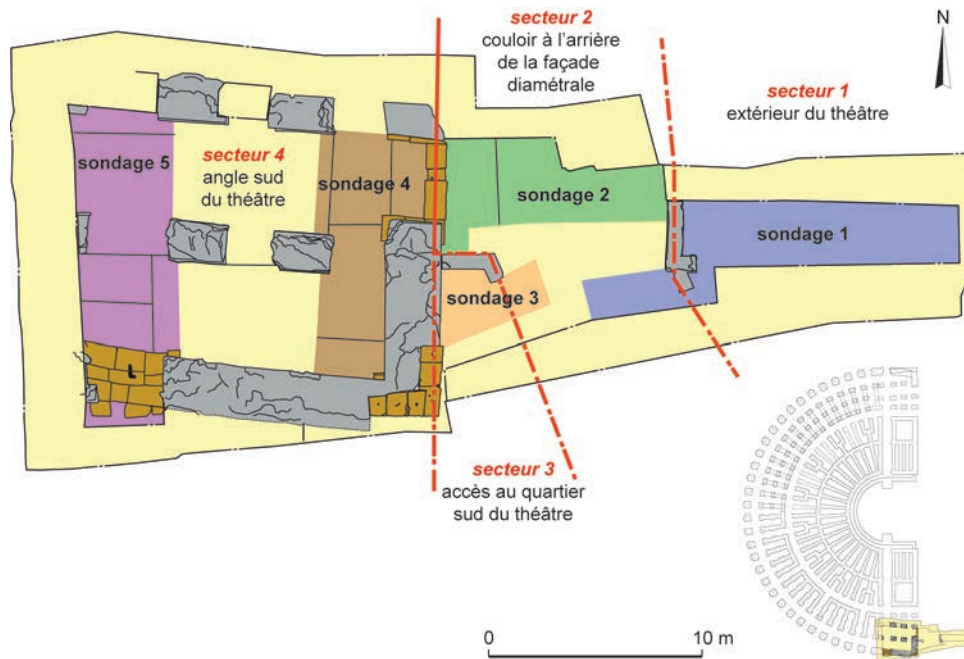 secteur 2
couloir à l'arrière
de la façade
diamétrale
N
secteur 1
extérieur du théâtre
sondage 5
secteur 4
angle sud
du théâtre
sondage 4
sondage 2
sondage 1
sondage 3
secteur 3
accès au quartier
sud du théâtre
0
10 m